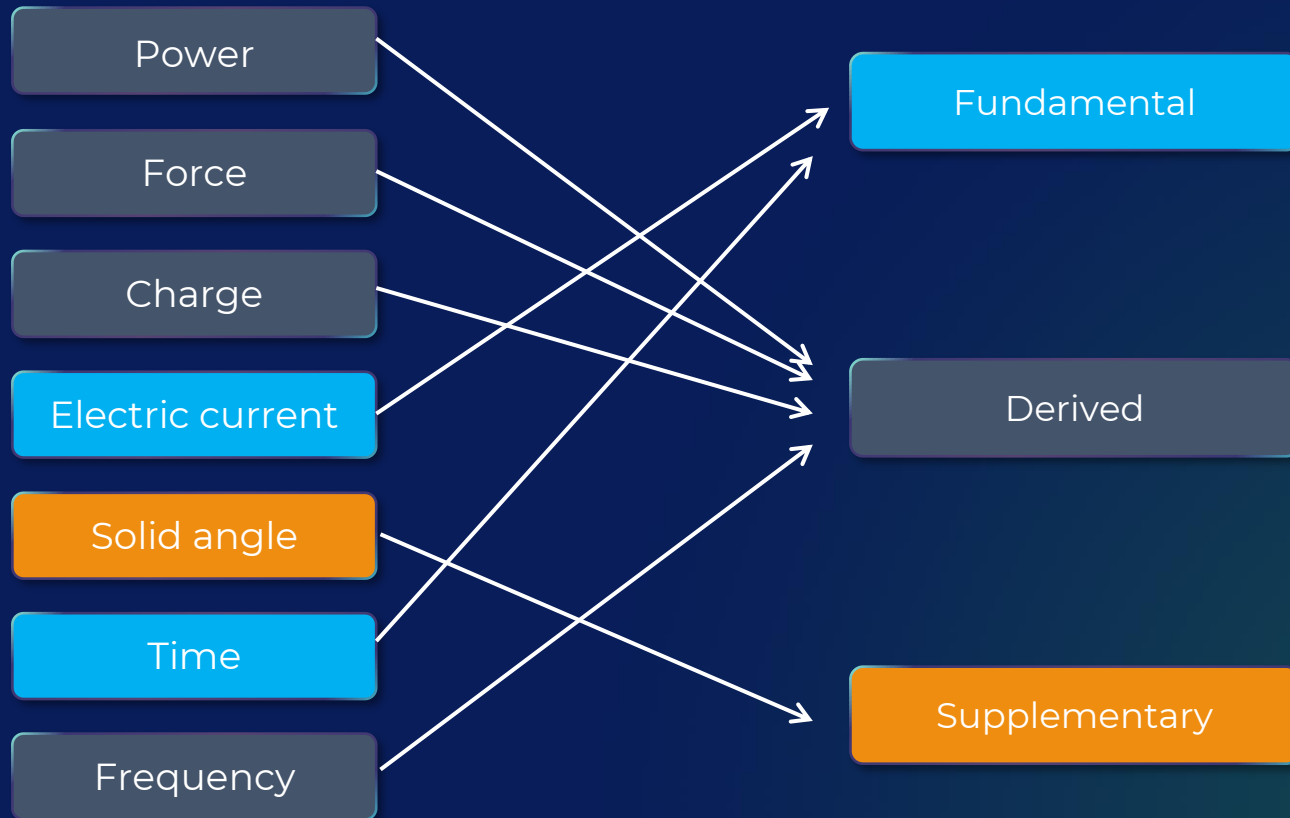 Power
Force
Charge
Electric current
Solid angle
Time
Frequency
Fundamental
Derived
Supplementary